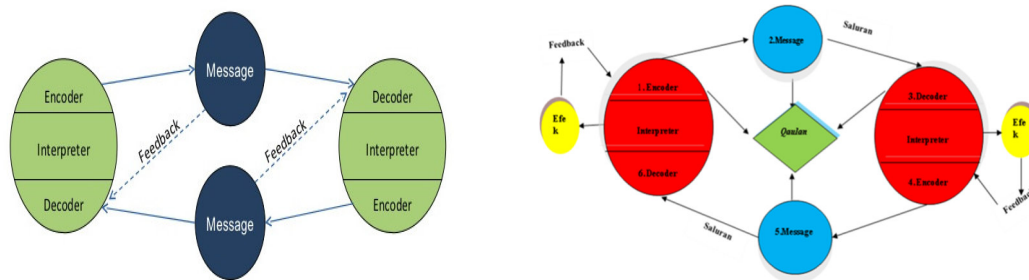 Message
Encoder
Interpreter
Decoder
Feedback
Feedback
Decoder
Interpreter
Encoder
Message
2.Message
Saluran
Feedback
1. Encoder
Interpreter
6.Decoder
Efe
k
Qaulan
3.Decoder
Interpreter
4.Encoder
Efe
k
Feedback
5.Message
Saluran